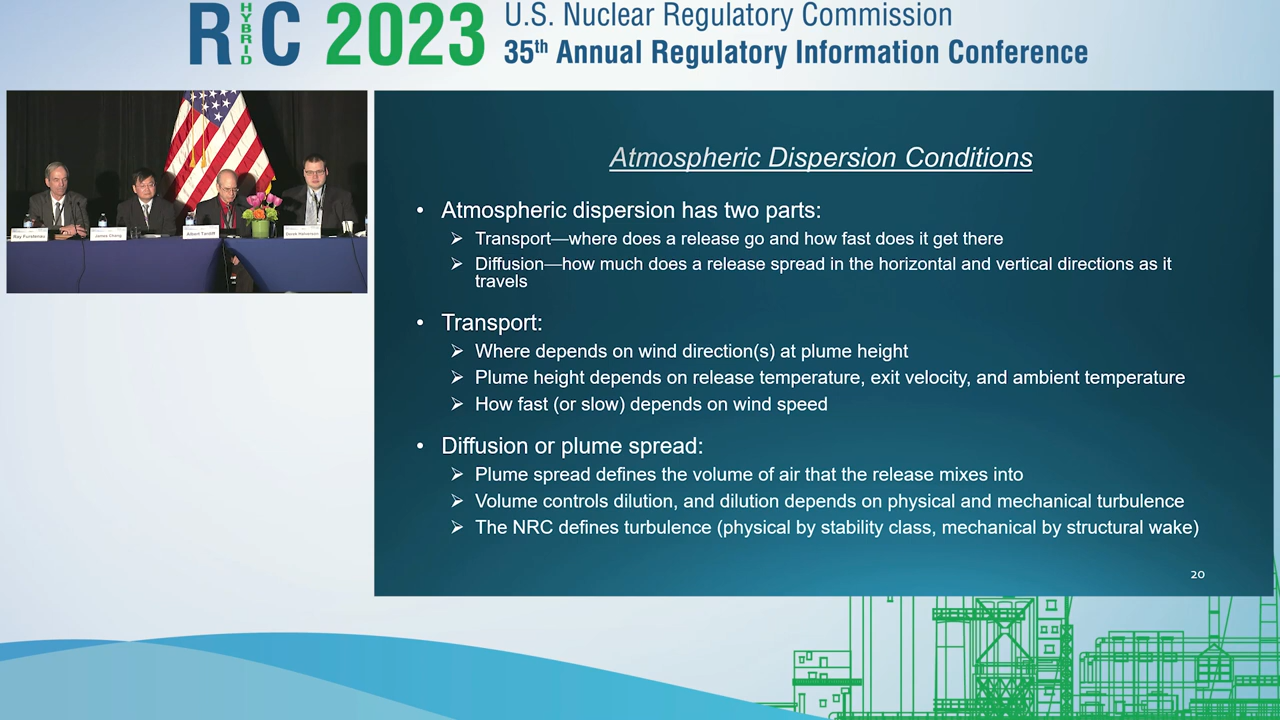 RIC 2023
HYBRID
U.S. Nuclear Regulatory Commission
35th Annual Regulatory Information Conference
Ray Furstenau
James Chang
Albert Tardiff
Derek Halverson
Atmospheric Dispersion Conditions
• Atmospheric dispersion has two parts:
➢ Transport—where does a release go and how fast does it get there
➢ Diffusion—how much does a release spread in the horizontal and vertical directions as it
travels
• Transport:
➢ Where depends on wind direction(s) at plume height
➢ Plume height depends on release temperature, exit velocity, and ambient temperature
➢ How fast (or slow) depends on wind speed
• Diffusion or plume spread:
➢ Plume spread defines the volume of air that the release mixes into
➢ Volume controls dilution, and dilution depends on physical and mechanical turbulence
➢ The NRC defines turbulence (physical by stability class, mechanical by structural wake)
20